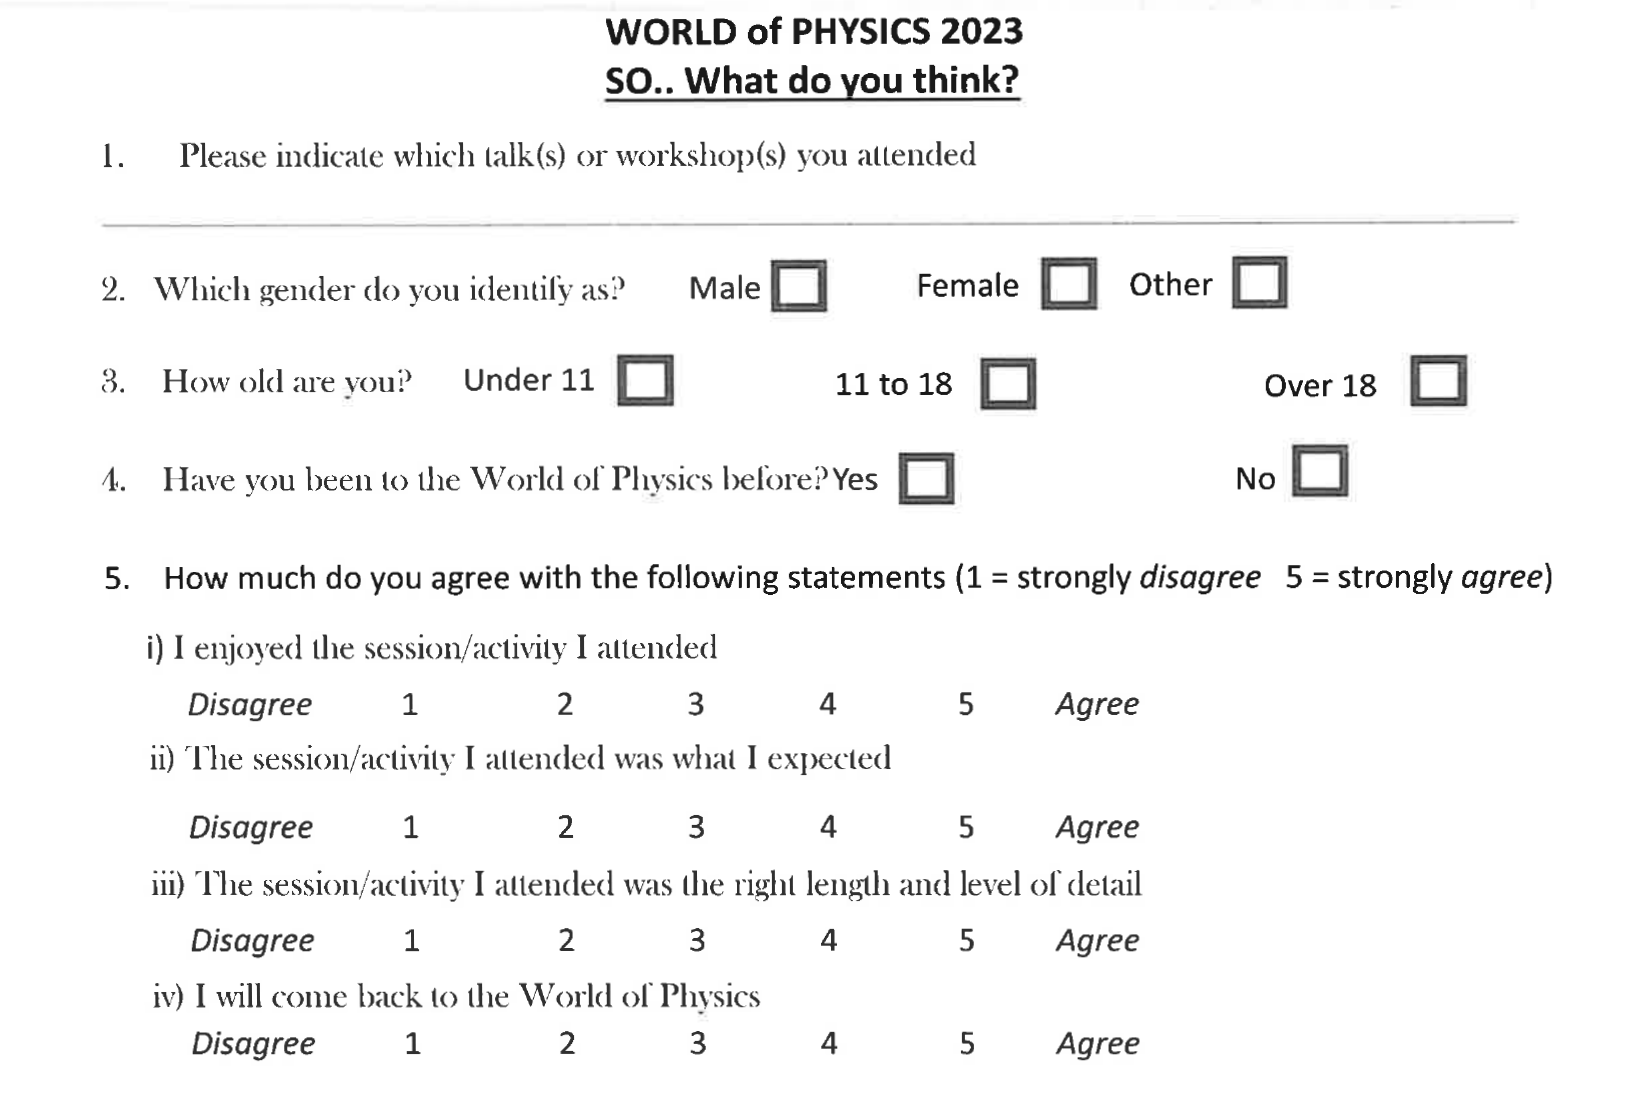 WORLD of PHYSICS 2023
SO.. What do you think?
1. Please indicate which talk(s) or workshop(s) you attended
2. Which gender do you identify as? Male Female Other
3. How old are you? Under 11 11 to 18 Over 18
4. Have you been to the World of Physics before? Yes No
5. How much do you agree with the following statements (1 = strongly disagree 5 = strongly agree)
i) I enjoyed the session/activity I attended
Disagree 1 2 3 4 5 Agree
ii) The session/activity I attended was what I expected
Disagree 1 2 3 4 5 Agree
iii) The session/activity I attended was the right length and level of detail
Disagree 1 2 3 4 5 Agree
iv) I will come back to the World of Physics
Disagree 1 2 3 4 5 Agree